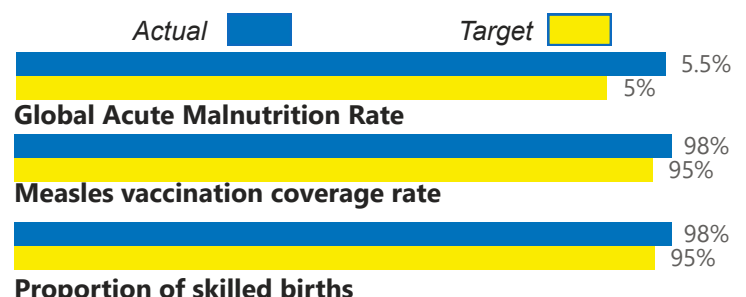 Actual Target
5.5%
5%
Global Acute Malnutrition Rate
98%
95%
Measles vaccination coverage rate
98%
95%
Proportion of skilled births